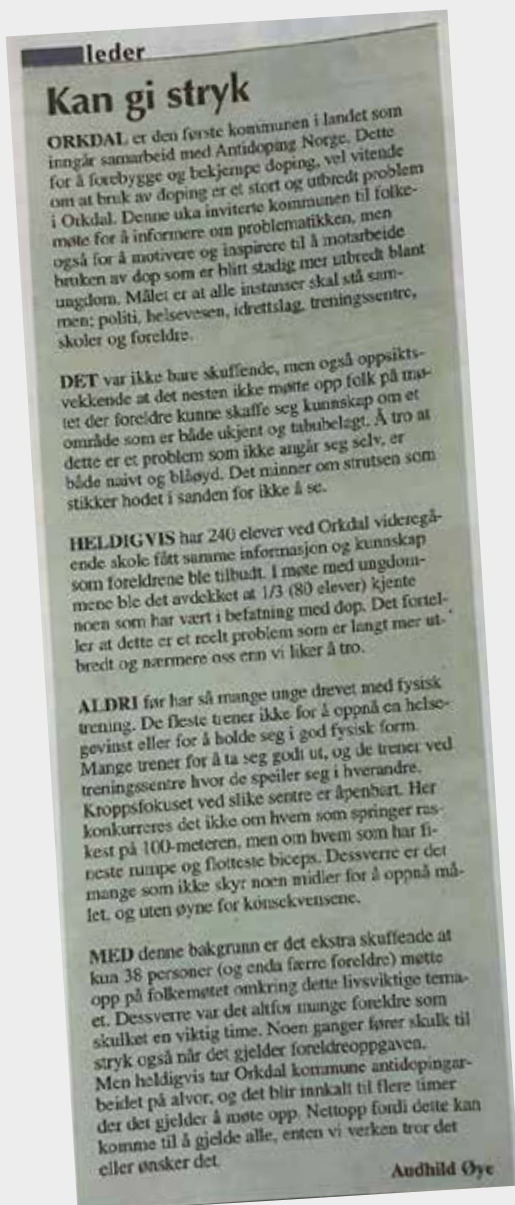 leder
Kan gi stryk
ORKDAL er den første kommunen i landet som
inngår samarbeid med Antidoping Norge. Dette
for å forebygge og bekjempe doping, vel vitende
om at bruk av doping er et stort og utbredt problem
i Orkdal. Denne uka inviterte kommunen til folke-
møte for å informere om problematikken, men
også for å motivere og inspirere til å motarbeide
bruken av dop som er blitt stadig mer utbredt blant
ungdom. Målet er at alle instanser skal stå sam-
men; politi, helsevesen, idrettslag, treningssentre,
skoler og foreldre.
DET var ikke bare skuffende, men også oppsikts-
vekkende at det nesten ikke møtte opp folk på mø-
tet der foreldre kunne skaffe seg kunnskap om et
område som er både ukjent og tabubelagt. Å tro at
dette er et problem som ikke angår seg selv, er
både naivt og blåøyd. Det minner om strutsen som
stikker hodet i sanden for ikke å se.
HELDIGVIS har 240 elever ved Orkdal videregå-
ende skole fått samme informasjon og kunnskap
som foreldrene ble tilbudt. I møte med ungdom-
mene ble det avdekket at 1/3 (80 elever) kjente
noen som har vært i befatning med dop. Det fortel-
ler at dette er et reelt problem som er langt mer ut-
bredt og nærmere oss enn vi liker å tro.
ALDRI før har så mange unge drevet med fysisk
trening. De fleste trener ikke for å oppnå en helse-
gevinst eller for å holde seg i god fysisk form.
Mange trener for å ta seg godt ut, og de trener ved
treningssentre hvor de speiler seg i hverandre.
Kroppsfokuset ved slike sentre er åpenbart. Her
konkurreres det ikke om hvem som springer ras-
kest på 100-meteren, men om hvem som har fi-
neste rumpe og flotteste biceps. Dessverre er det
mange som ikke skyr noen midler for å oppnå må-
let, og uten øyne for konsekvensene.
MED denne bakgrunn er det ekstra skuffende at
kun 38 personer (og enda færre foreldre) møtte
opp på folkemøtet omkring dette livsviktige tema-
et. Dessverre var det altfor mange foreldre som
skulket en viktig time. Noen ganger fører skulk til
stryk også når det gjelder foreldreoppgaven.
Men heldigvis tar Orkdal kommune antidopingar-
beidet på alvor, og det blir innkalt til flere timer
der det gjelder å møte opp. Nettopp fordi dette kan
komme til å gjelde alle, enten vi verken tror det
eller ønsker det.
Audhild Øye